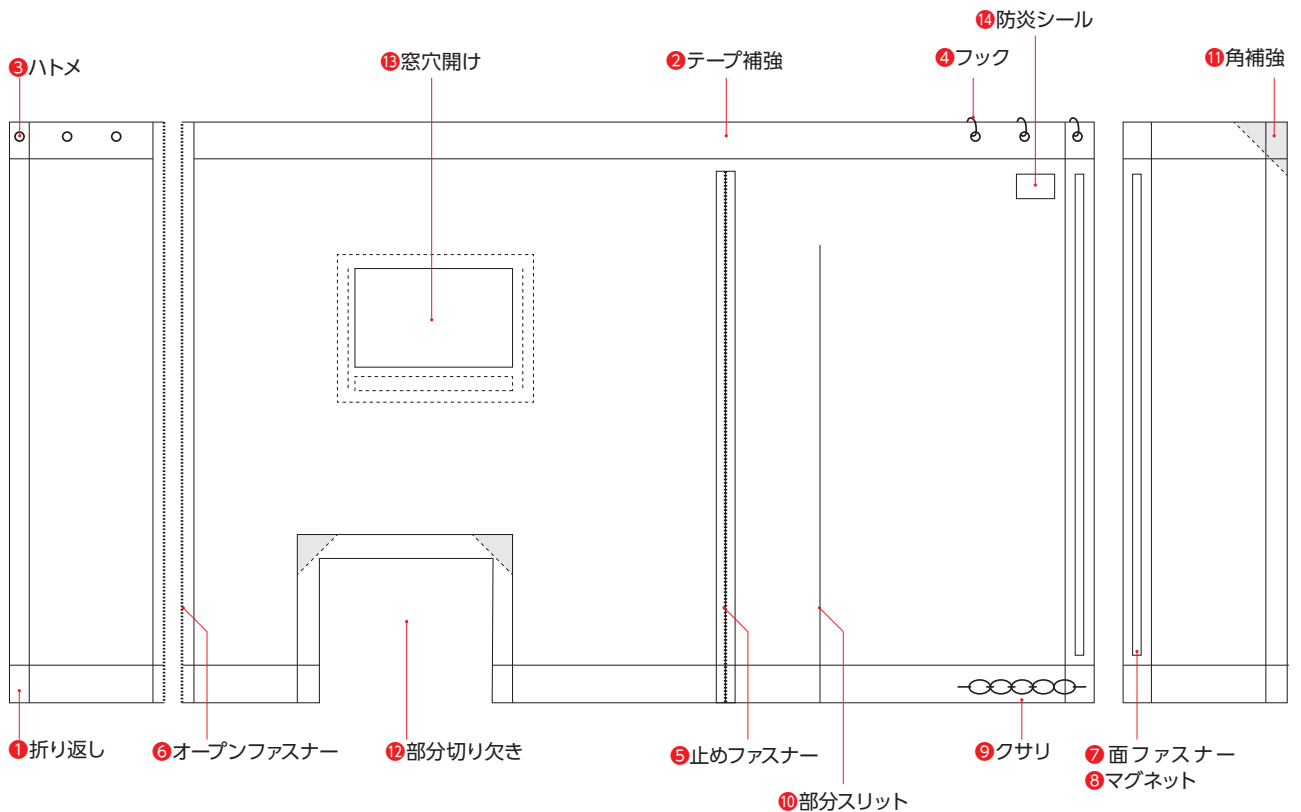 ⓮防炎シール
❸ハトメ
⓭窓穴開け
❷テープ補強
❹フック
⓫角補強
❶折り返し
❻オープンファスナー
⓬部分切り欠き
❺止めファスナー
❾クサリ
❼面ファスナー
❽マグネット
❿部分スリット